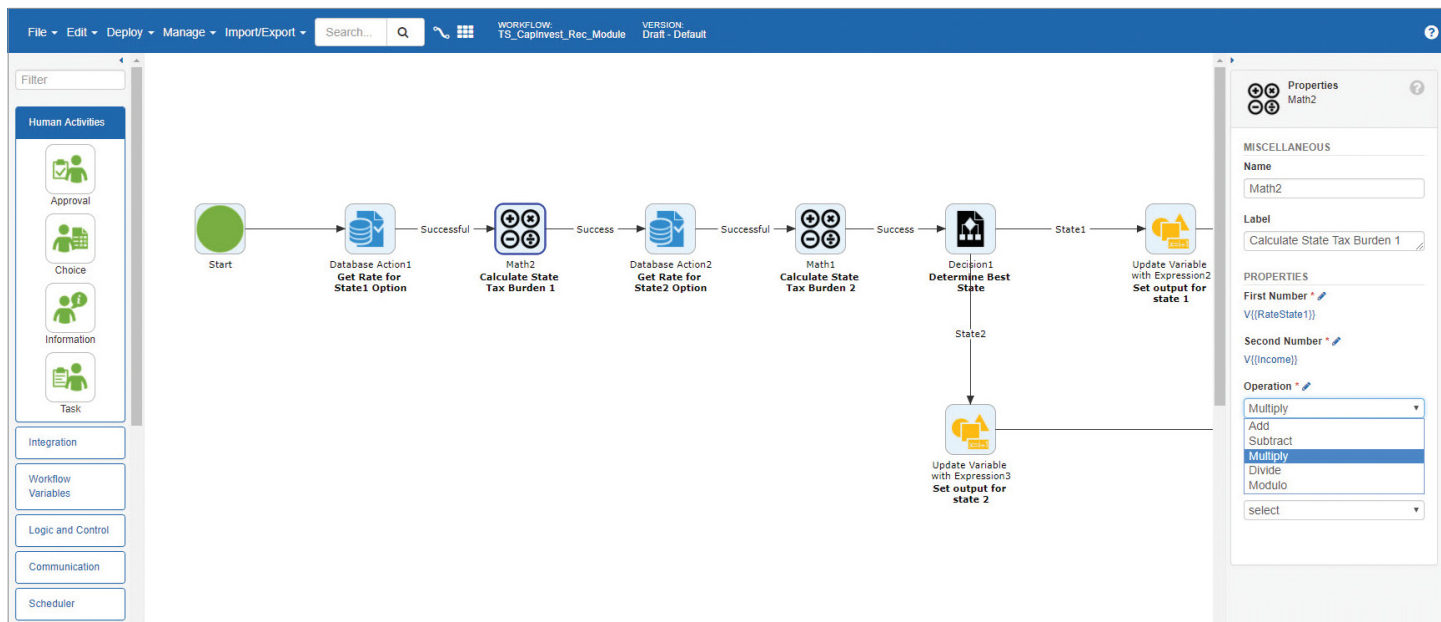 File Edit Deploy Manage Import/Export Search...
WORKFLOW:
TS_CapInvest_Rec_Module
VERSION:
Draft - Default
?
Filter
Human Activities
Approval
Choice
Information
Task
Integration
Workflow
Variables
Logic and Control
Communication
Scheduler
Start
Database Action1
Get Rate for
State1 Option
Successful
Math2
Calculate State
Tax Burden 1
Success
Database Action2
Get Rate for
State2 Option
Successful
Math1
Calculate State
Tax Burden 2
Success
Decision1
Determine Best
State
State1
Update Variable
with Expression2
Set output for
state 1
State2
Update Variable
with Expression3
Set output for
state 2
Properties
Math2
?
MISCELLANEOUS
Name
Math2
Label
Calculate State Tax Burden 1
PROPERTIES
First Number *
V{{RateState1}}
Second Number *
V{{Income}}
Operation *
Multiply
Add
Subtract
Multiply
Divide
Modulo
select